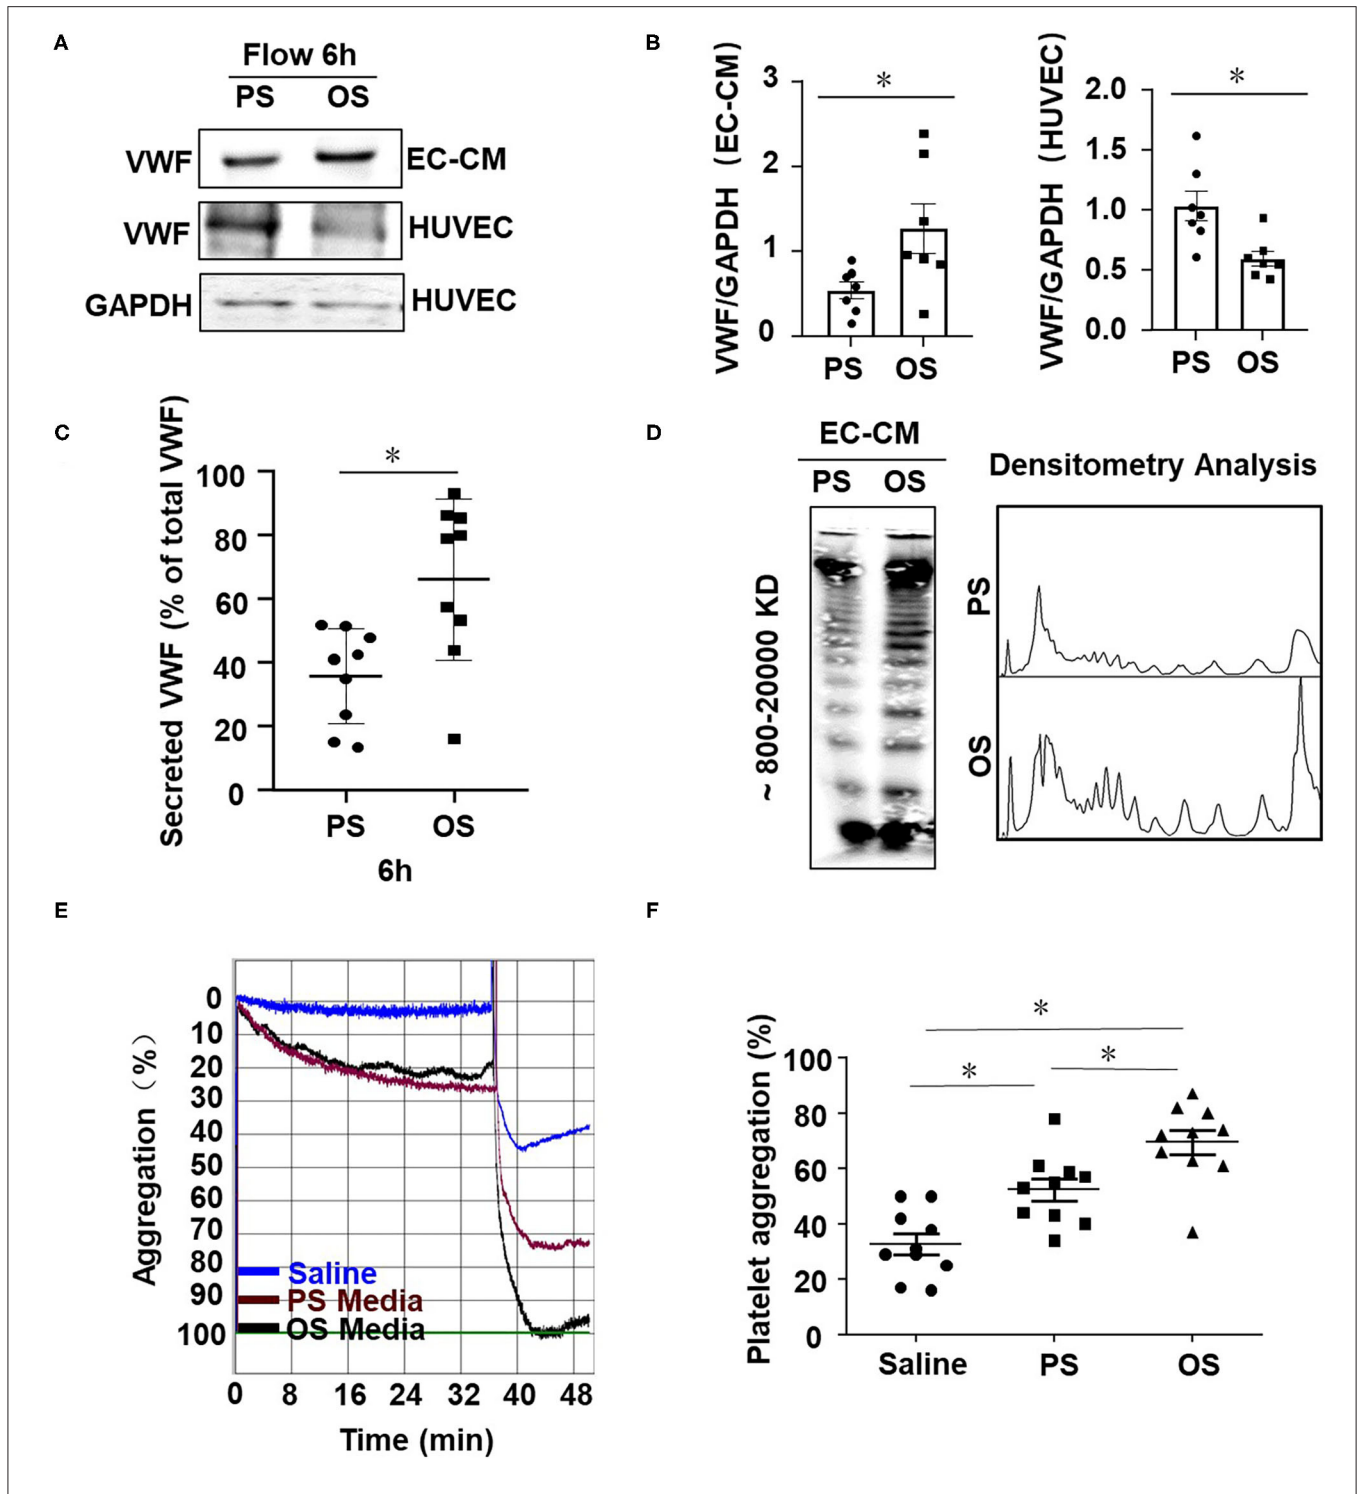 A
Flow 6h
PS OS
VWF EC-CM
VWF HUVEC
GAPDH HUVEC
B
VWF/GAPDH (EC-CM)
3
2
1
0
*
PS OS
VWF/GAPDH (HUVEC)
2.0
1.5
1.0
0.5
0.0
*
PS OS
C
Secreted VWF (% of total VWF)
100
80
60
40
20
0
*
PS OS
6h
D
EC-CM
PS OS
~ 800-20000 KD
Densitometry Analysis
PS
OS
E
Aggregation (%)
0
10
20
30
40
50
60
70
80
90
100
Saline
PS Media
OS Media
0 8 16 24 32 40 48
Time (min)
F
Platelet aggregation (%)
100
80
60
40
20
0
*
*
*
Saline PS OS